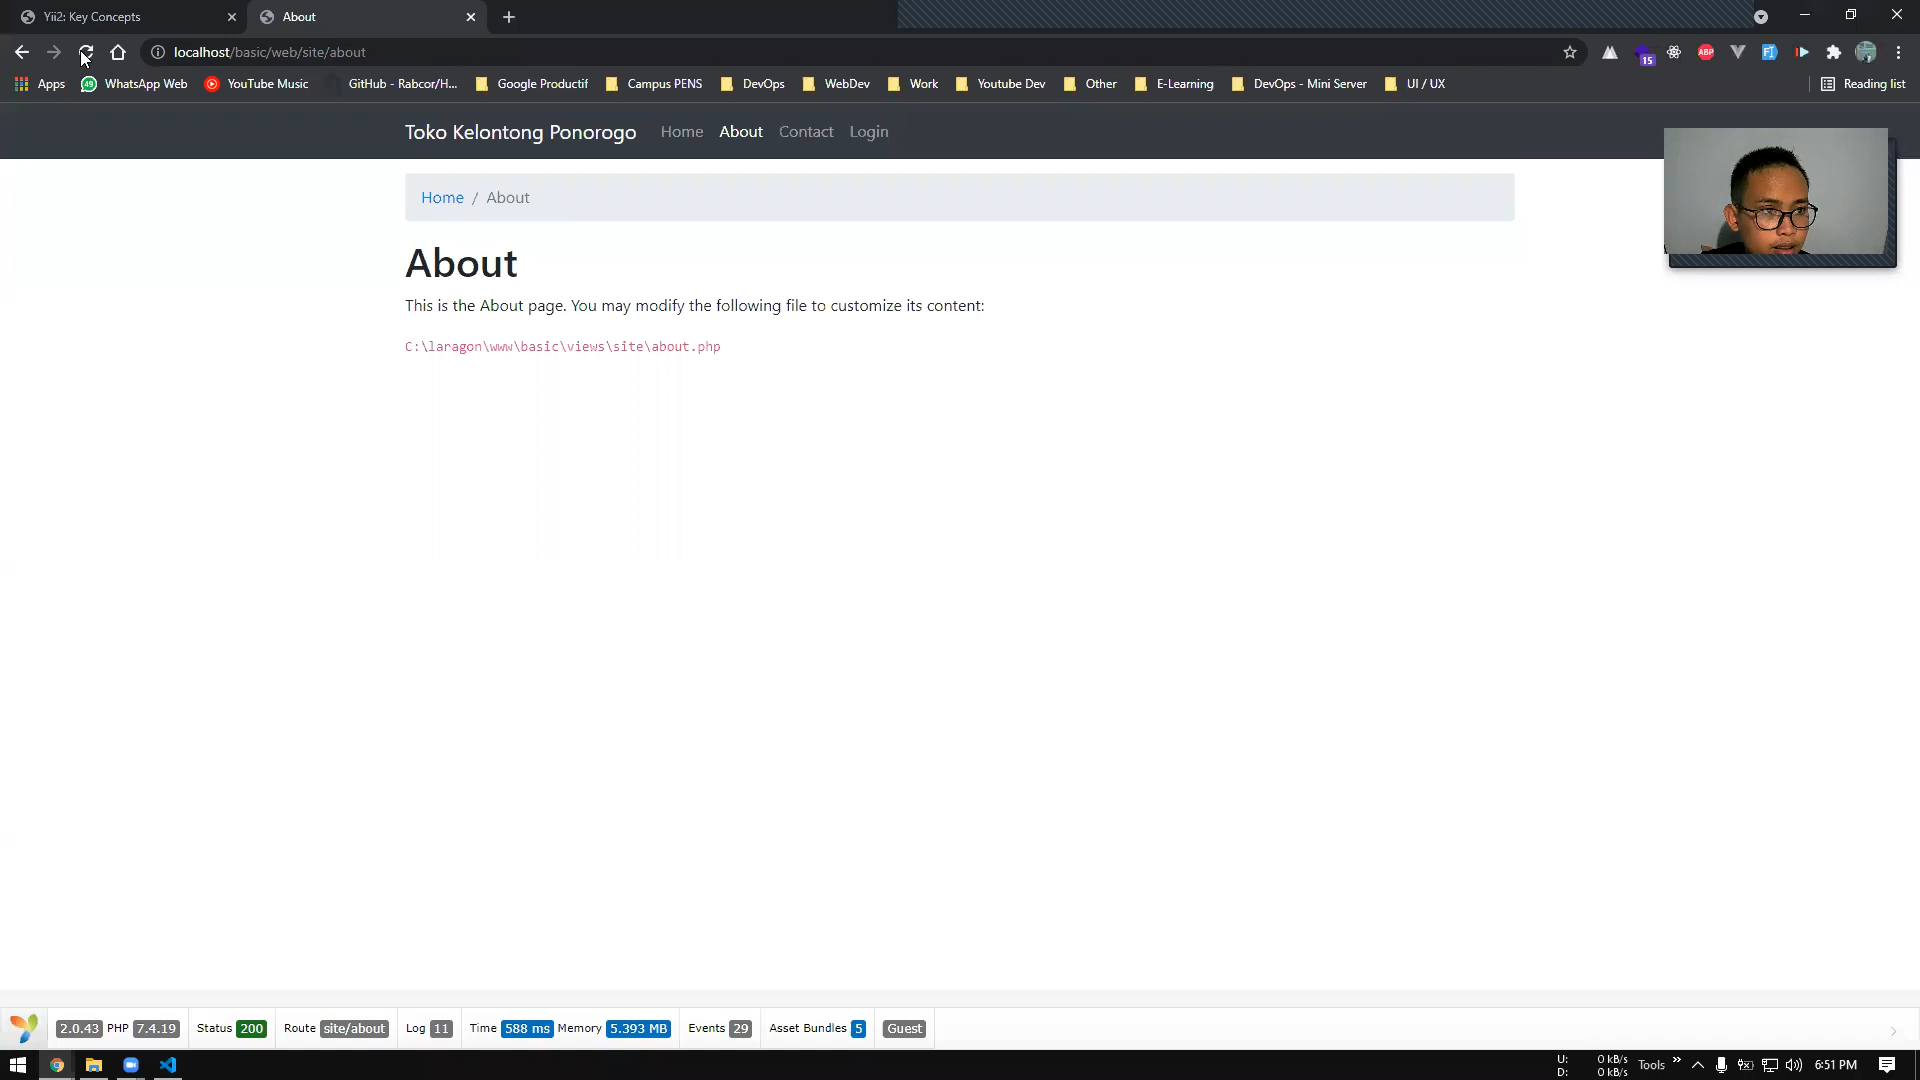 Yii2: Key Concepts
About
localhost/basic/web/site/about
15
ABP
Apps
49
WhatsApp Web
YouTube Music
GitHub - Rabcor/H...
Google Productif
Campus PENS
DevOps
WebDev
Work
Youtube Dev
Other
E-Learning
DevOps - Mini Server
UI / UX
Reading list
Toko Kelontong Ponorogo Home About Contact Login
Home / About
About
This is the About page. You may modify the following file to customize its content:
C:\laragon\www\basic\views\site\about.php
2.0.43 PHP 7.4.19 Status 200 Route site/about Log 11 Time 588 ms Memory 5.393 MB Events 29 Asset Bundles 5 Guest
U: 0 kB/s
D: 0 kB/s
Tools
6:51 PM